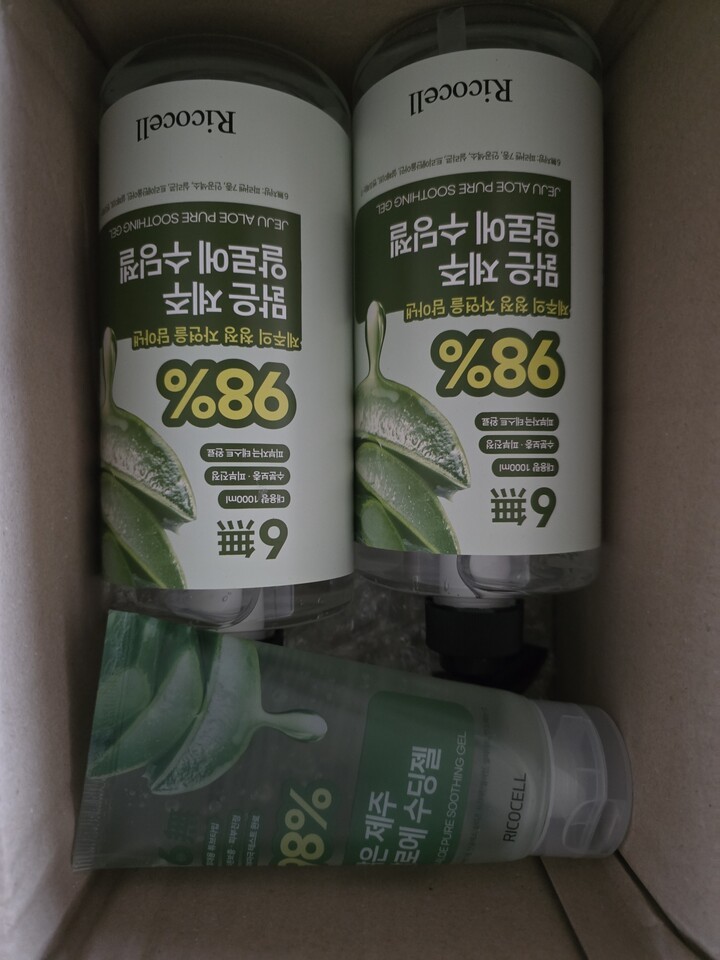 Ricocell
JEJU ALOE PURE SOOTHING GEL
맑은 제주
알로에 수딩젤
제주의 청정 자연을 담아낸
98%
피부자극 테스트 완료
수분보충 · 피부진정
대용량 1000ml
6無
Ricocell
JEJU ALOE PURE SOOTHING GEL
맑은 제주
알로에 수딩젤
제주의 청정 자연을 담아낸
98%
피부자극 테스트 완료
수분보충 · 피부진정
대용량 1000ml
6無
RICOCELL
PURE SOOTHING GEL
제주
수딩젤
98%